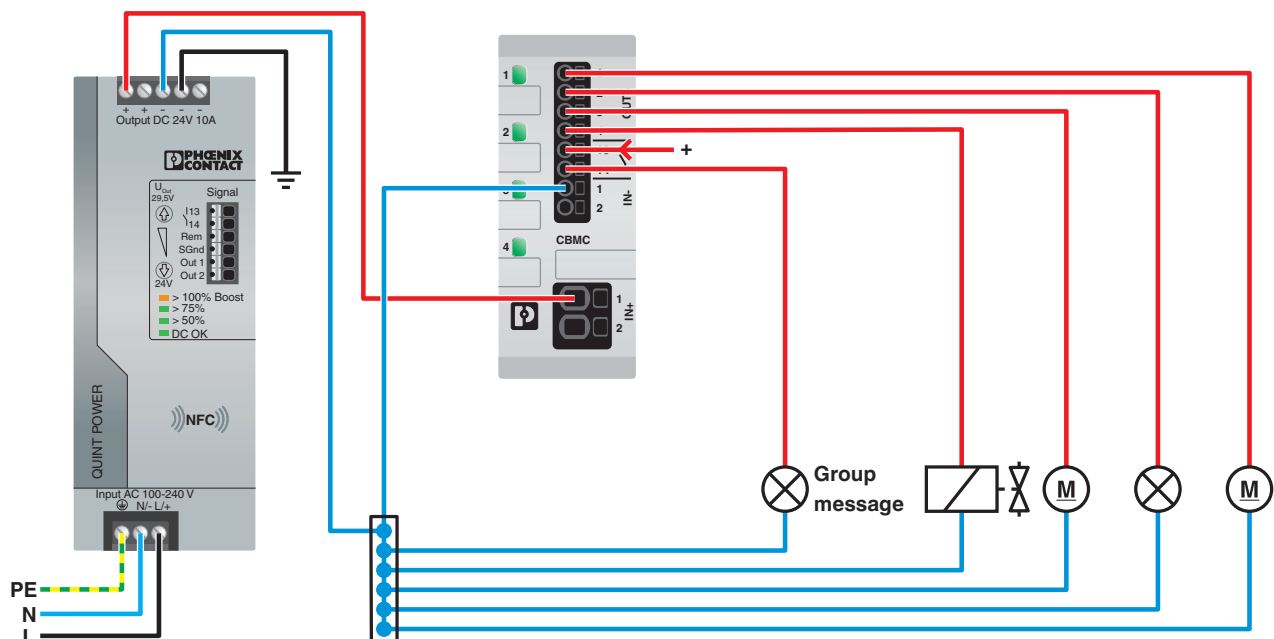 + + - - -
Output DC 24V 10A
PHŒNIX
CONTACT
U Out
29,5V
Signal
13
14
Rem
SGnd
Out 1
Out 2
24V
> 100% Boost
> 75%
> 50%
DC OK
QUINT POWER
NFC
Input AC 100-240 V
N/- L/+
PE
N
L
1
2
3
4
OUT
+
1
2
IN-
CBMC
1
2
IN+
Group
message
M
M